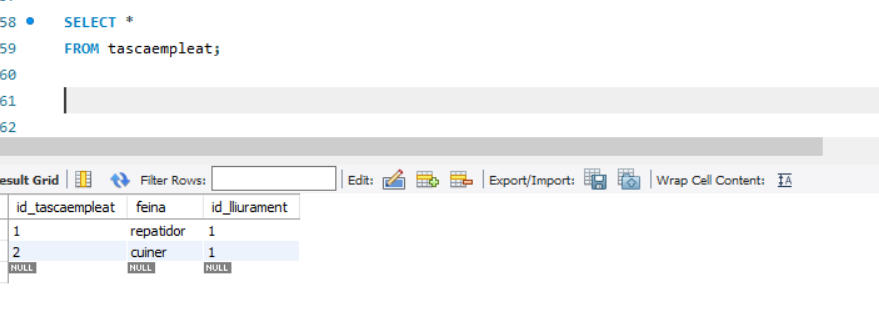 58 SELECT *
59 FROM tascaempleat;
60
61
62
esult Grid Filter Rows: Edit: Export/Import: Wrap Cell Content:
id_tascaempleat feina id_lliurament
1 repatidor 1
2 cuiner 1
NULL NULL NULL